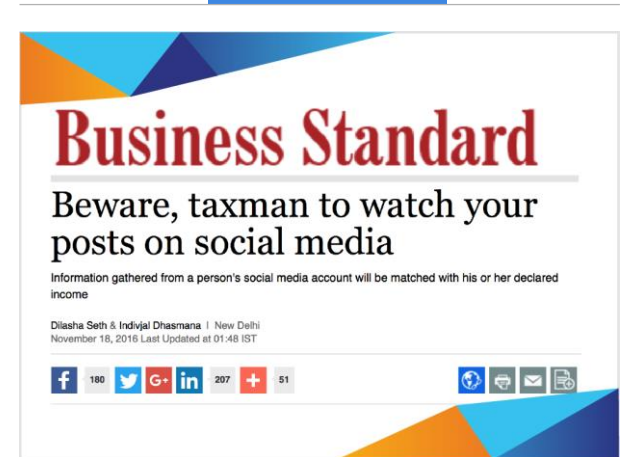 Business Standard
Beware, taxman to watch your
posts on social media
Information gathered from a person's social media account will be matched with his or her declared
income
Dilasha Seth & Indivjal Dhasmana | New Delhi
November 18, 2016 Last Updated at 01:48 IST
f 180 G+ in 207 + 51